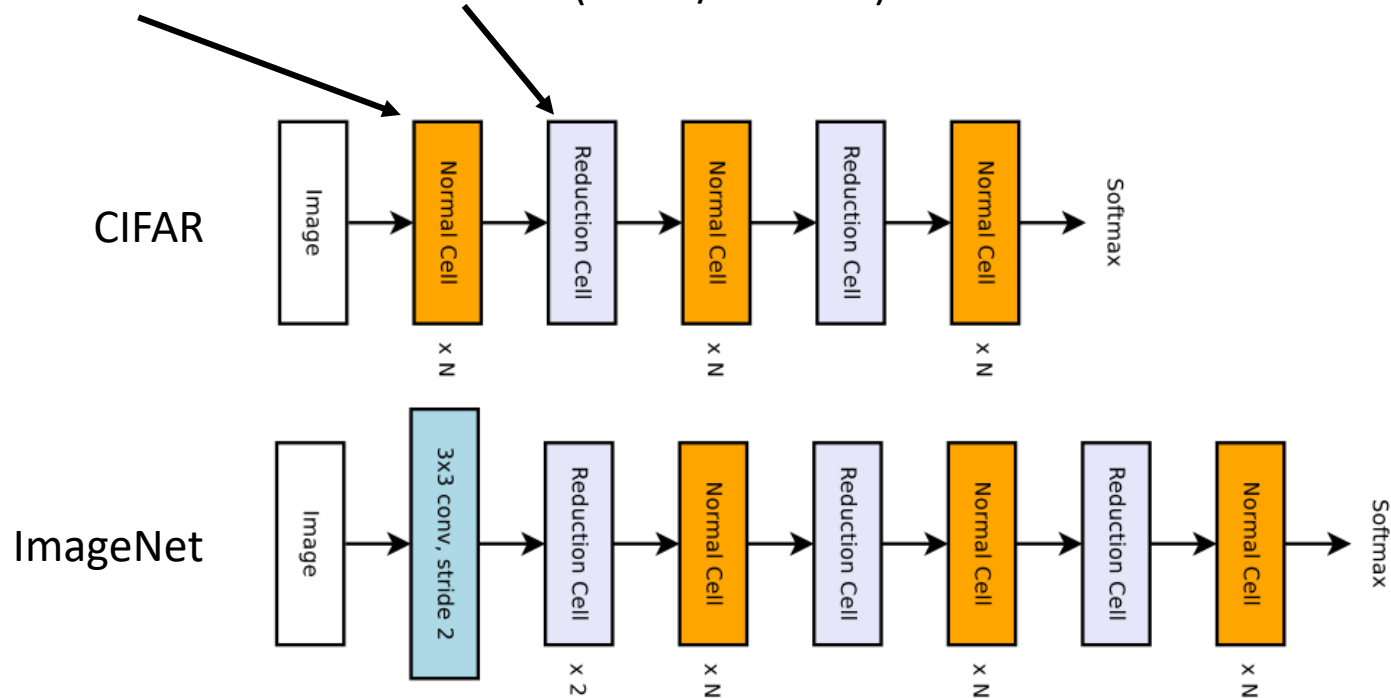 CIFAR
Image
Normal Cell
x N
Reduction Cell
Normal Cell
x N
Reduction Cell
Normal Cell
x N
Softmax
ImageNet
Image
3x3 conv, stride 2
Reduction Cell
x 2
Normal Cell
x N
Reduction Cell
Normal Cell
x N
Reduction Cell
Normal Cell
x N
Softmax